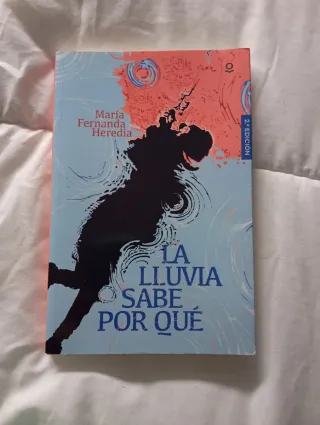 María
Fernanda
Heredia
2.ª EDICIÓN
LA
LLUVIA
SABE
POR QUÉ